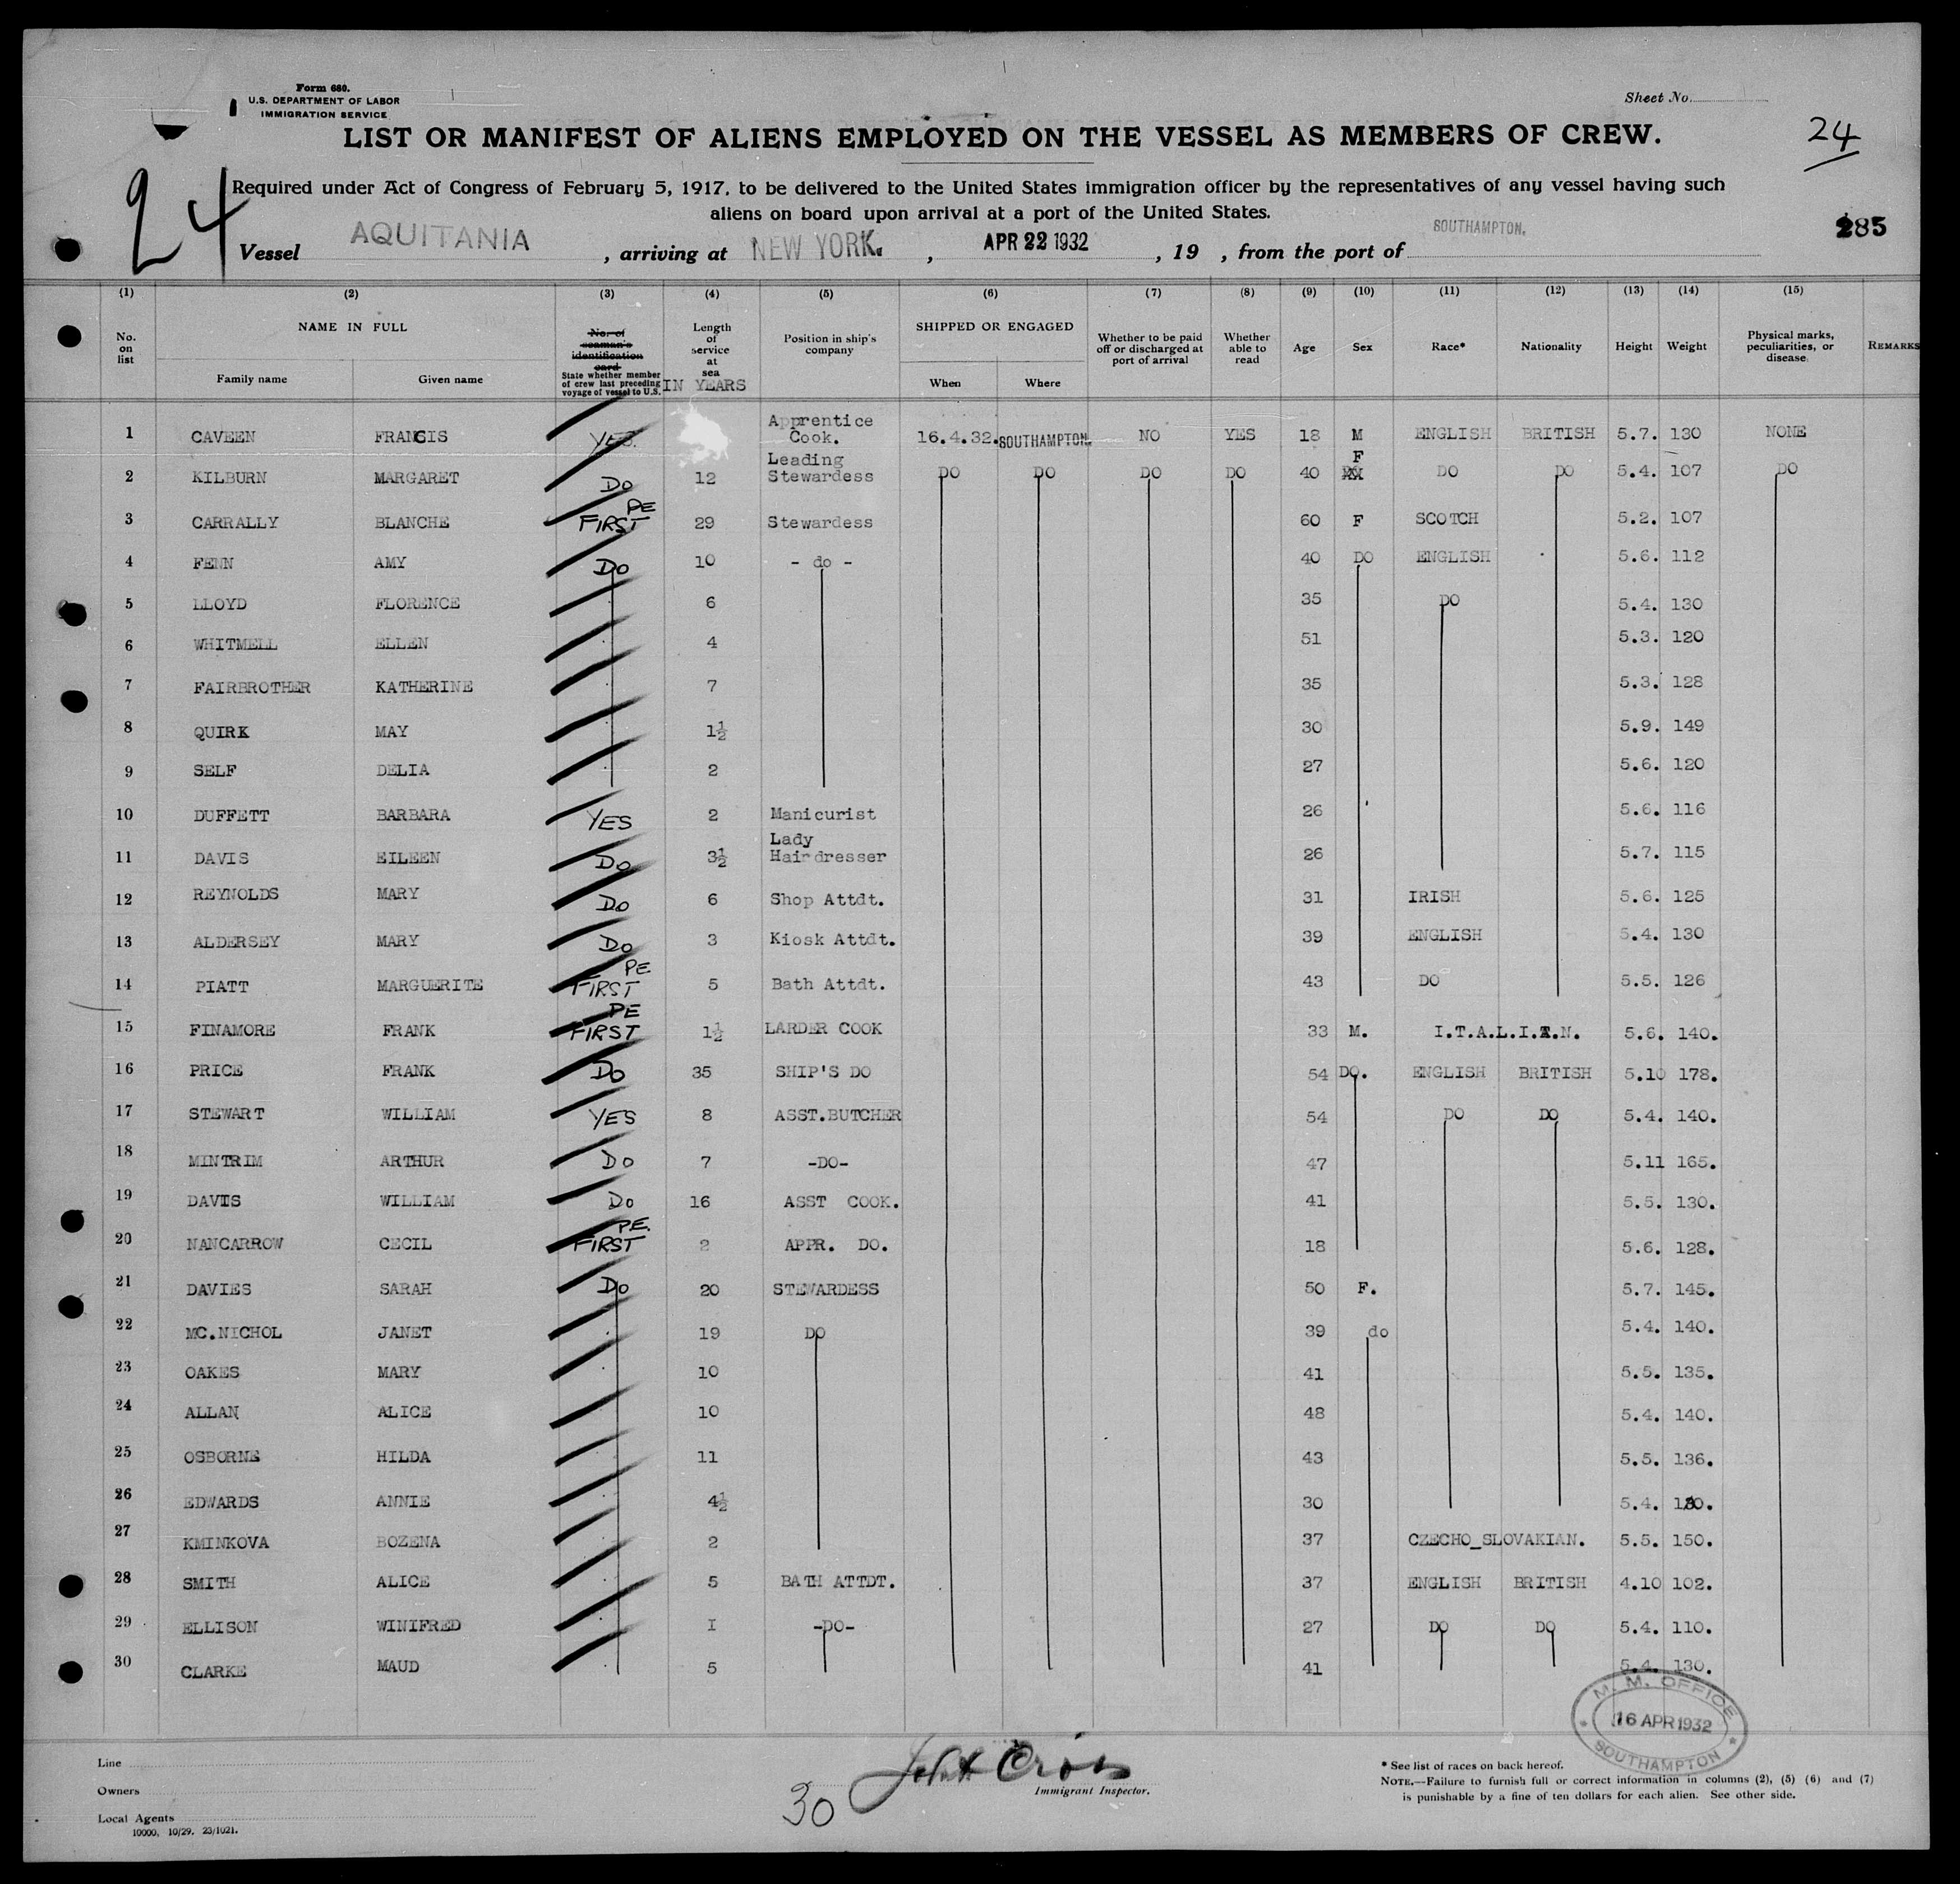 Form 680.
U.S. DEPARTMENT OF LABOR
IMMIGRATION SERVICE
Sheet No.
LIST OR MANIFEST OF ALIENS EMPLOYED ON THE VESSEL AS MEMBERS OF CREW.
24
24
Required under Act of Congress of February 5, 1917, to be delivered to the United States immigration officer by the representatives of any vessel having such
aliens on board upon arrival at a port of the United States.
Vessel AQUITANIA , arriving at NEW YORK. , APR 22 1932 , 19 , from the port of SOUTHAMPTON.
285
(1) (2) (3) (4) (5) (6) (7) (8) (9) (10) (11) (12) (13) (14) (15)
No. on list NAME IN FULL Family name Given name No. of seaman's identification card State whether member of crew last preceding voyage of vessel to U.S. Length of service at sea IN YEARS Position in ship's company SHIPPED OR ENGAGED When Where Whether to be paid off or discharged at port of arrival Whether able to read Age Sex Race* Nationality Height Weight Physical marks, peculiarities, or disease REMARKS
1 CAVEEN FRANCIS YES. Apprentice Cook. 16.4.32. SOUTHAMPTON. NO YES 18 M ENGLISH BRITISH 5.7. 130 NONE
2 KILBURN MARGARET DO 12 Leading Stewardess DO DO DO DO 40 F DO DO 5.4. 107 DO
3 CARRALLY BLANCHE PE FIRST 29 Stewardess 60 F SCOTCH 5.2. 107
4 FENN AMY DO 10 - do - 40 DO ENGLISH 5.6. 112
5 LLOYD FLORENCE 6 35 DO 5.4. 130
6 WHITMELL ELLEN 4 51 5.3. 120
7 FAIRBROTHER KATHERINE 7 35 5.3. 128
8 QUIRK MAY 1½ 30 5.9. 149
9 SELF DELIA 2 27 5.6. 120
10 DUFFETT BARBARA YES 2 Manicurist 26 5.6. 116
11 DAVIS EILEEN DO 3½ Lady Hairdresser 26 5.7. 115
12 REYNOLDS MARY DO 6 Shop Attdt. 31 IRISH 5.6. 125
13 ALDERSEY MARY DO 3 Kiosk Attdt. 39 ENGLISH 5.4. 130
14 PIATT MARGUERITE PE. FIRST 5 Bath Attdt. 43 DO 5.5. 126
15 FINAMORE FRANK PE FIRST 1½ LARDER COOK 33 M. I.T.A.L.I.A.N. 5.6. 140.
16 PRICE FRANK DO 35 SHIP'S DO 54 DO. ENGLISH BRITISH 5.10 178.
17 STEWART WILLIAM YES 8 ASST.BUTCHER 54 DO DO 5.4. 140.
18 MINTRIM ARTHUR DO 7 -DO- 47 5.11 165.
19 DAVIS WILLIAM DO 16 ASST COOK. 41 5.5. 130.
20 NANCARROW CECIL PE. FIRST 2 APPR. DO. 18 5.6. 128.
21 DAVIES SARAH DO 20 STEWARDESS 50 F. 5.7. 145.
22 MC.NICHOL JANET 19 DO 39 do 5.4. 140.
23 OAKES MARY 10 41 5.5. 135.
24 ALLAN ALICE 10 48 5.4. 140.
25 OSBORNE HILDA 11 43 5.5. 136.
26 EDWARDS ANNIE 4½ 30 5.4.
27 KMINKOVA BOZENA 2 37 CZECHO_SLOVAKIAN. 5.5. 150.
28 SMITH ALICE 5 BATH ATTDT. 37 ENGLISH BRITISH 4.10 102.
29 ELLISON WINIFRED I -DO- 27 DO DO 5.4. 110.
30 CLARKE MAUD 5 41 5.4. 130.
M. M. OFFICE
16 APR 1932
SOUTHAMPTON
Line
Owners
Local Agents
10000, 10/29. 23/1021.
30
Immigrant Inspector.
* See list of races on back hereof.
NOTE.—Failure to furnish full or correct information in columns (2), (5) (6) and (7)
is punishable by a fine of ten dollars for each alien. See other side.